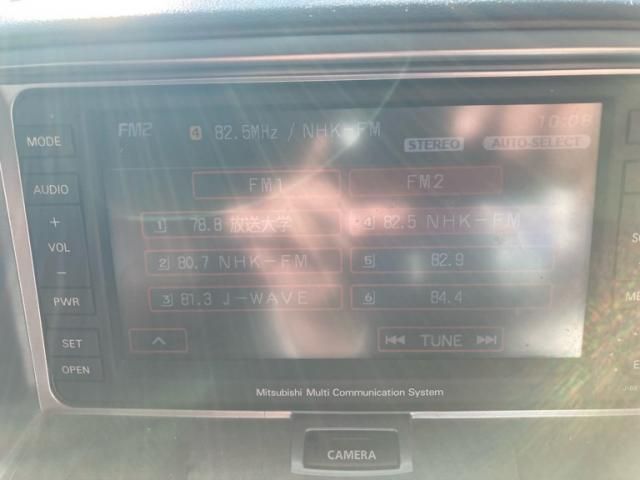 MODE
AUDIO
+
VOL
−
PWR
SET
OPEN
FM2 4 82.5MHz / NHK-FM
10:08
STEREO AUTO-SELECT
FM1 FM2
1 78.8 放送大学
4 82.5 NHK-FM
2 80.7 NHK-FM
5 82.9
3 81.3 J-WAVE
6 84.4
TUNE
Mitsubishi Multi Communication System
CAMERA